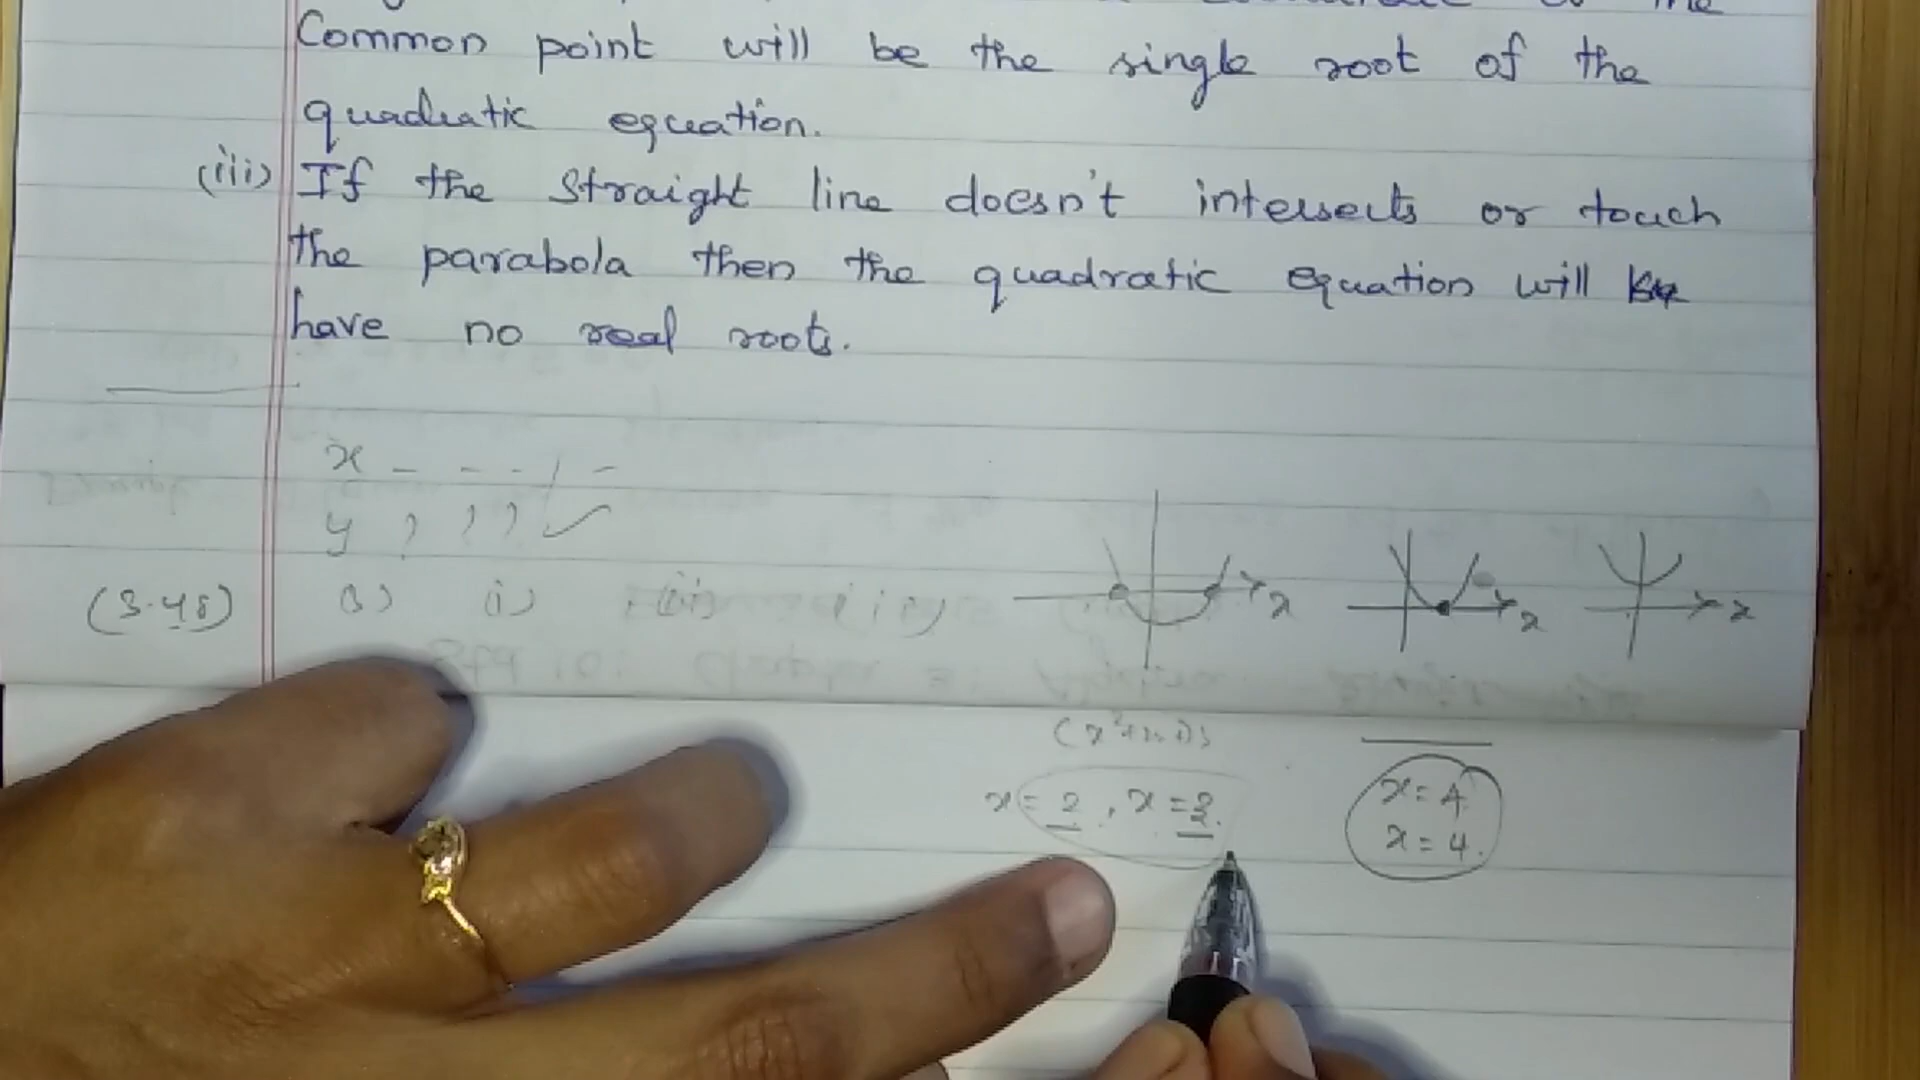 the
Common point will be the single root of the
quadratic equation.
(iii) If the straight line doesn't intersects or touch
the parabola then the quadratic equation will
have no real roots.
x - - - / -
y ? ? ?
(3.48) (i)
x x x
x = 2, x = 3.
x = 4
x = 4.